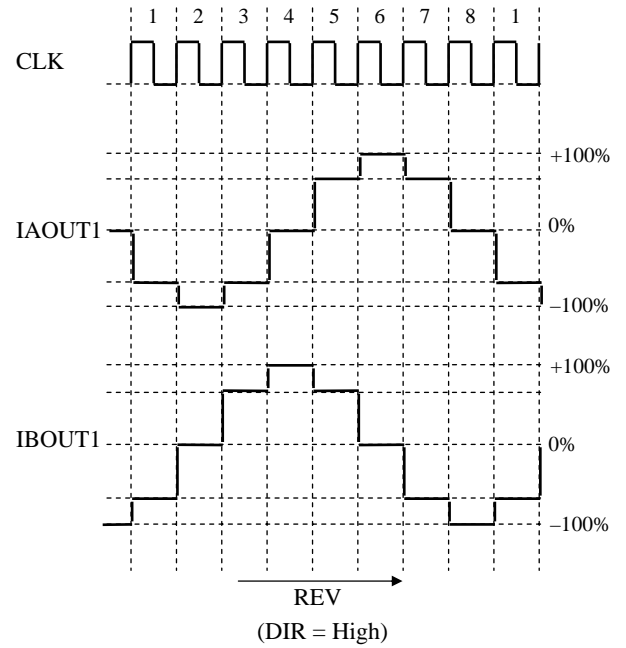 1 2 3 4 5 6 7 8 1
CLK
+100%
IAOUT1
0%
–100%
+100%
IBOUT1
0%
–100%
REV
(DIR = High)